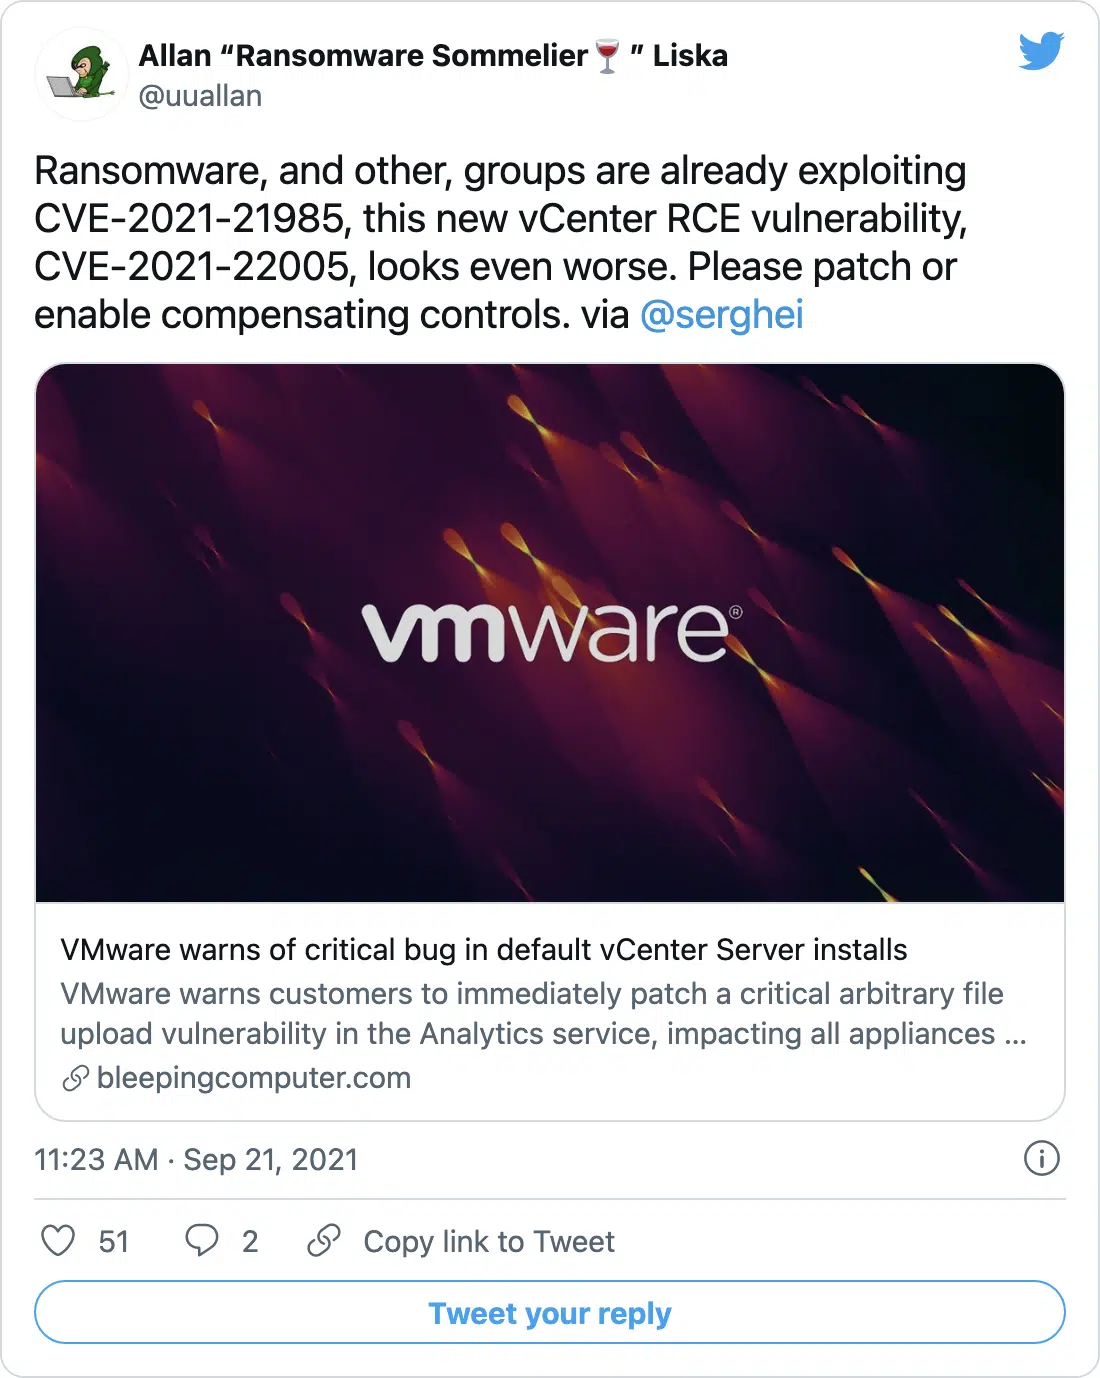 Allan “Ransomware Sommelier🍷” Liska
@uuallan
Ransomware, and other, groups are already exploiting
CVE-2021-21985, this new vCenter RCE vulnerability,
CVE-2021-22005, looks even worse. Please patch or
enable compensating controls. via @serghei
vmware®
VMware warns of critical bug in default vCenter Server installs
VMware warns customers to immediately patch a critical arbitrary file
upload vulnerability in the Analytics service, impacting all appliances ...
bleepingcomputer.com
11:23 AM · Sep 21, 2021
51 2 Copy link to Tweet
Tweet your reply